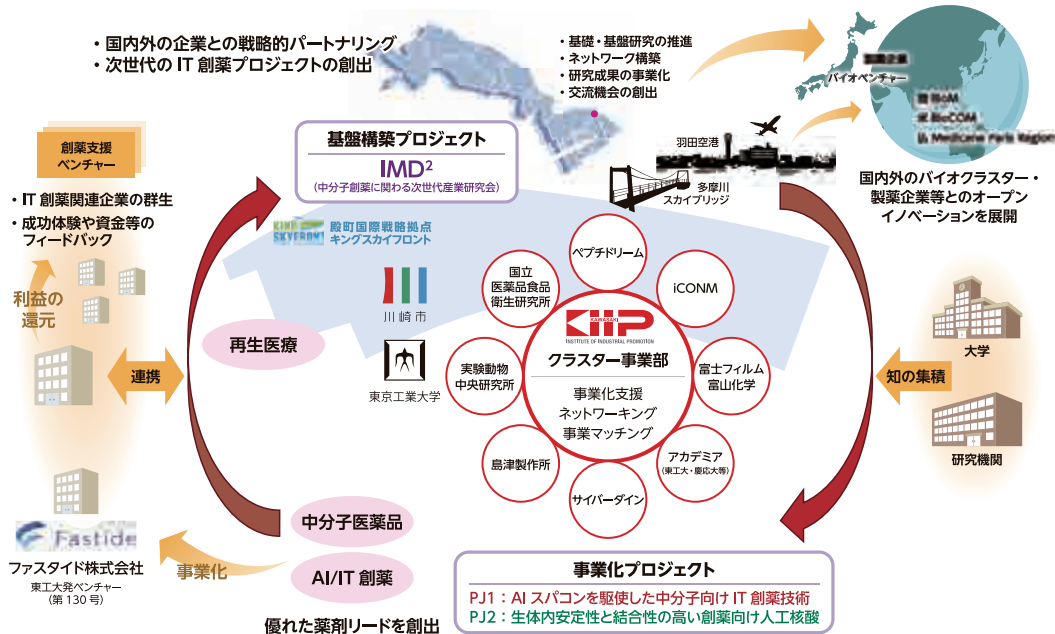 ・国内外の企業との戦略的パートナリング
・次世代の IT 創薬プロジェクトの創出
・基礎・基盤研究の推進
・ネットワーク構築
・研究成果の事業化
・交流機会の創出
バイオベンチャー
BioM
BioCOM
Medicen Paris Region
国内外のバイオクラスター・
製薬企業等とのオープン
イノベーションを展開
創薬支援
ベンチャー
・IT 創薬関連企業の群生
・成功体験や資金等の
フィードバック
利益の
還元
連携
基盤構築プロジェクト
IMD²
(中分子創薬に関わる次世代産業研究会)
羽田空港
多摩川
スカイブリッジ
KING
SKYFRONT
殿町国際戦略拠点
キングスカイフロント
川崎市
東京工業大学
再生医療
ペプチドリーム
iCONM
富士フィルム
富山化学
アカデミア
(東工大・慶応大等)
サイバーダイン
島津製作所
実験動物
中央研究所
国立
医薬品食品
衛生研究所
KAWASAKI
KIIP
INSTITUTE OF INDUSTRIAL PROMOTION
クラスター事業部
事業化支援
ネットワーキング
事業マッチング
大学
知の集積
研究機関
中分子医薬品
AI/IT 創薬
優れた薬剤リードを創出
事業化
Fastide
ファスタイド株式会社
東工大発ベンチャー
(第 130 号)
事業化プロジェクト
PJ1：AI スパコンを駆使した中分子向け IT 創薬技術
PJ2：生体内安定性と結合性の高い創薬向け人工核酸